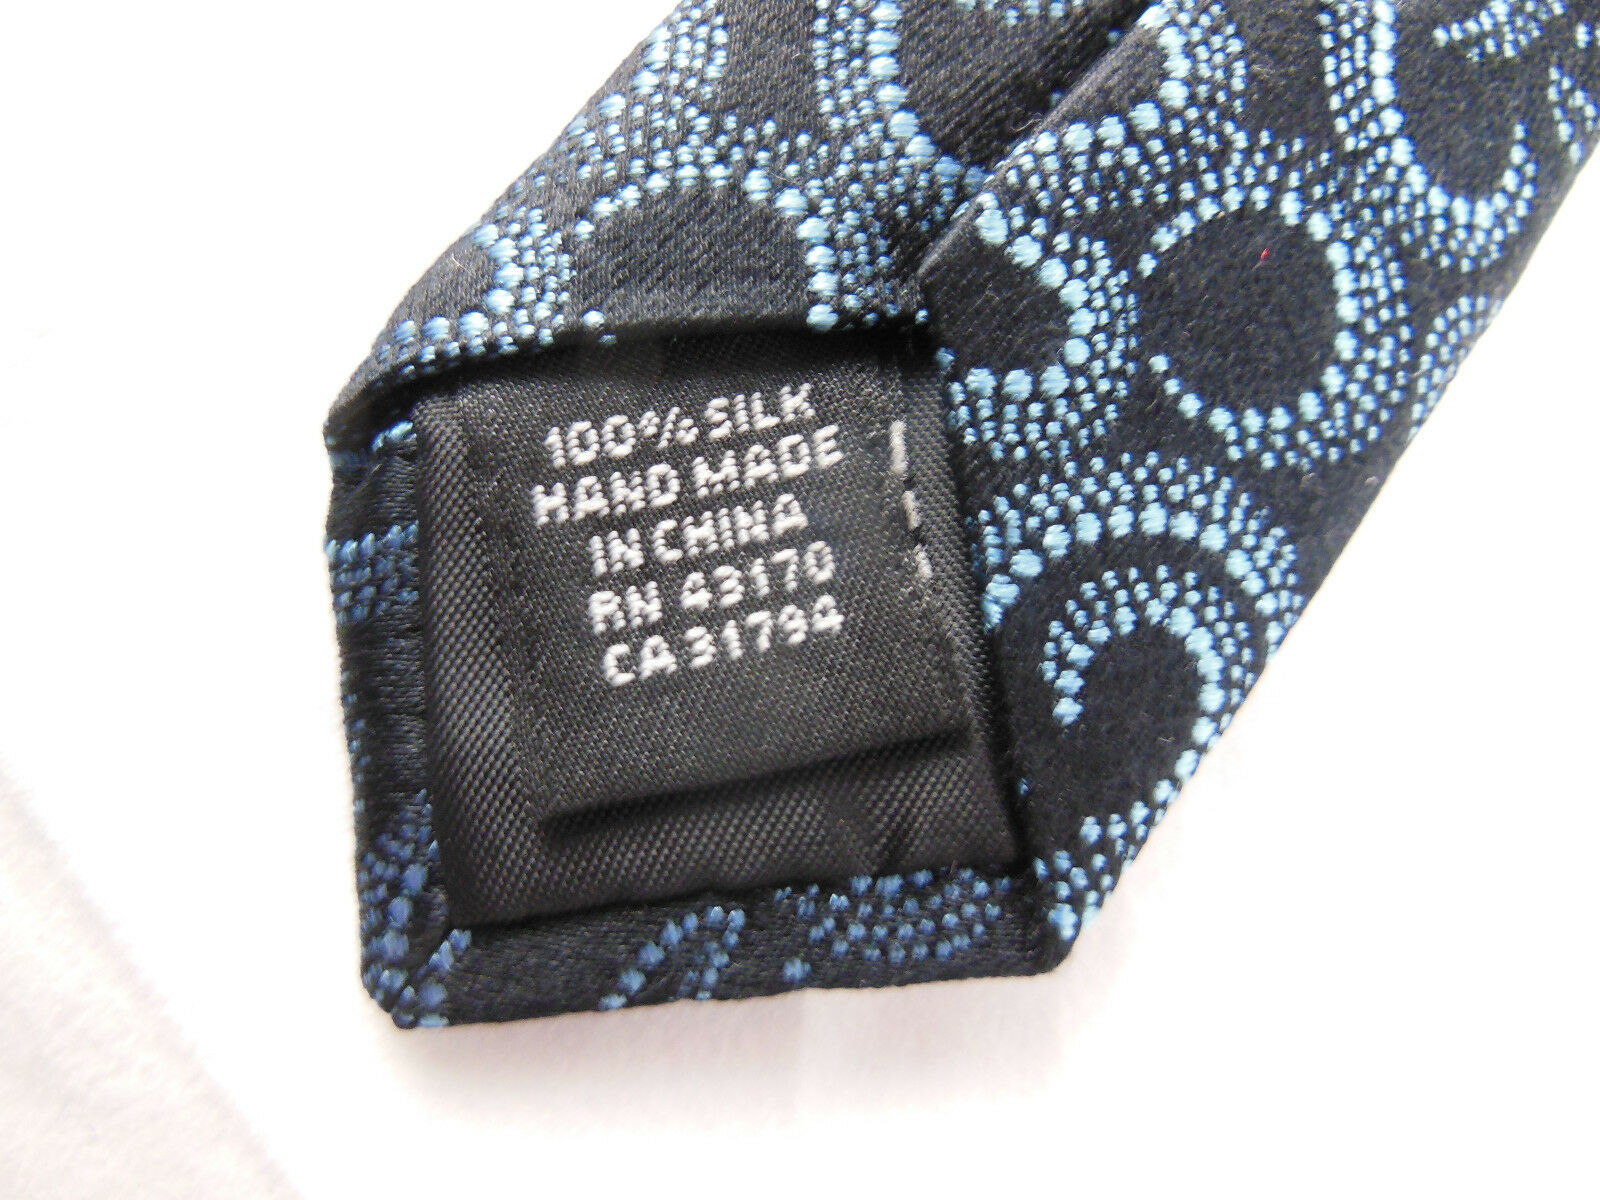 100% SILK
HAND MADE
IN CHINA
RN 43170
CA 31794